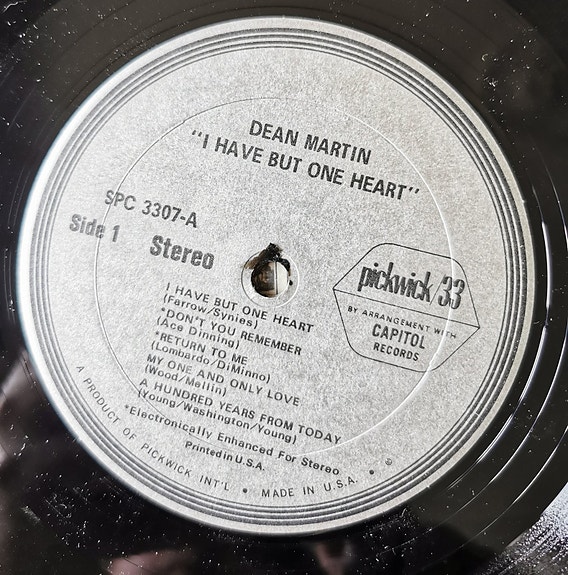 DEAN MARTIN
"I HAVE BUT ONE HEART"
SPC 3307-A
Side 1
Stereo
pickwick 33
BY ARRANGEMENT WITH
CAPITOL
RECORDS
I HAVE BUT ONE HEART
(Farrow/Synies)
*DON'T YOU REMEMBER
(Ace Dinning)
*RETURN TO ME
(Lombardo/DiMinno)
MY ONE AND ONLY LOVE
(Wood/Mellin)
A HUNDRED YEARS FROM TODAY
(Young/Washington/Young)
*Electronically Enhanced For Stereo
Printed in U.S.A.
A PRODUCT OF PICKWICK INT'L • MADE IN U.S.A. • ©